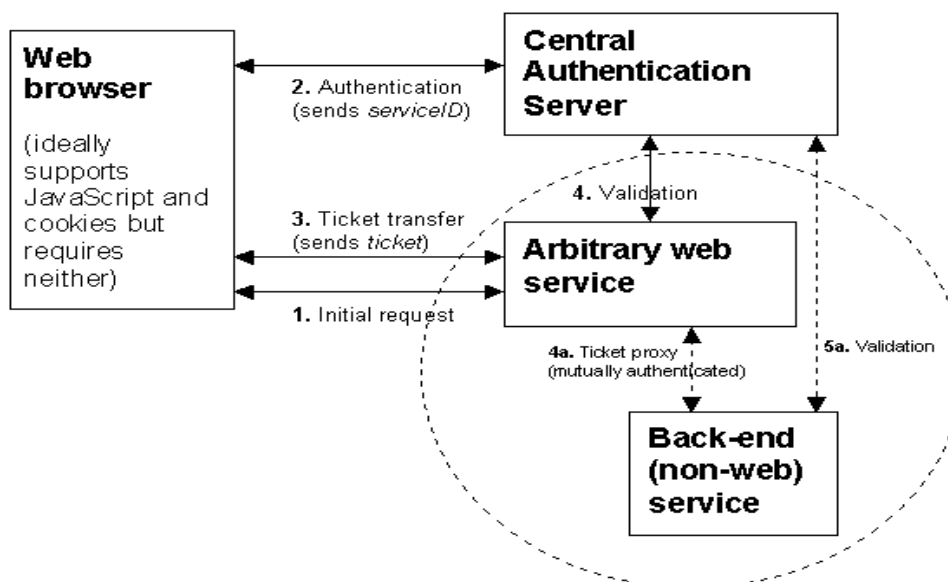 Web
browser
(ideally
supports
JavaScript and
cookies but
requires
neither)
Central
Authentication
Server
2. Authentication
(sends serviceID)
4. Validation
3. Ticket transfer
(sends ticket)
Arbitrary web
service
1. Initial request
4a. Ticket proxy
(mutually authenticated)
5a. Validation
Back-end
(non-web)
service